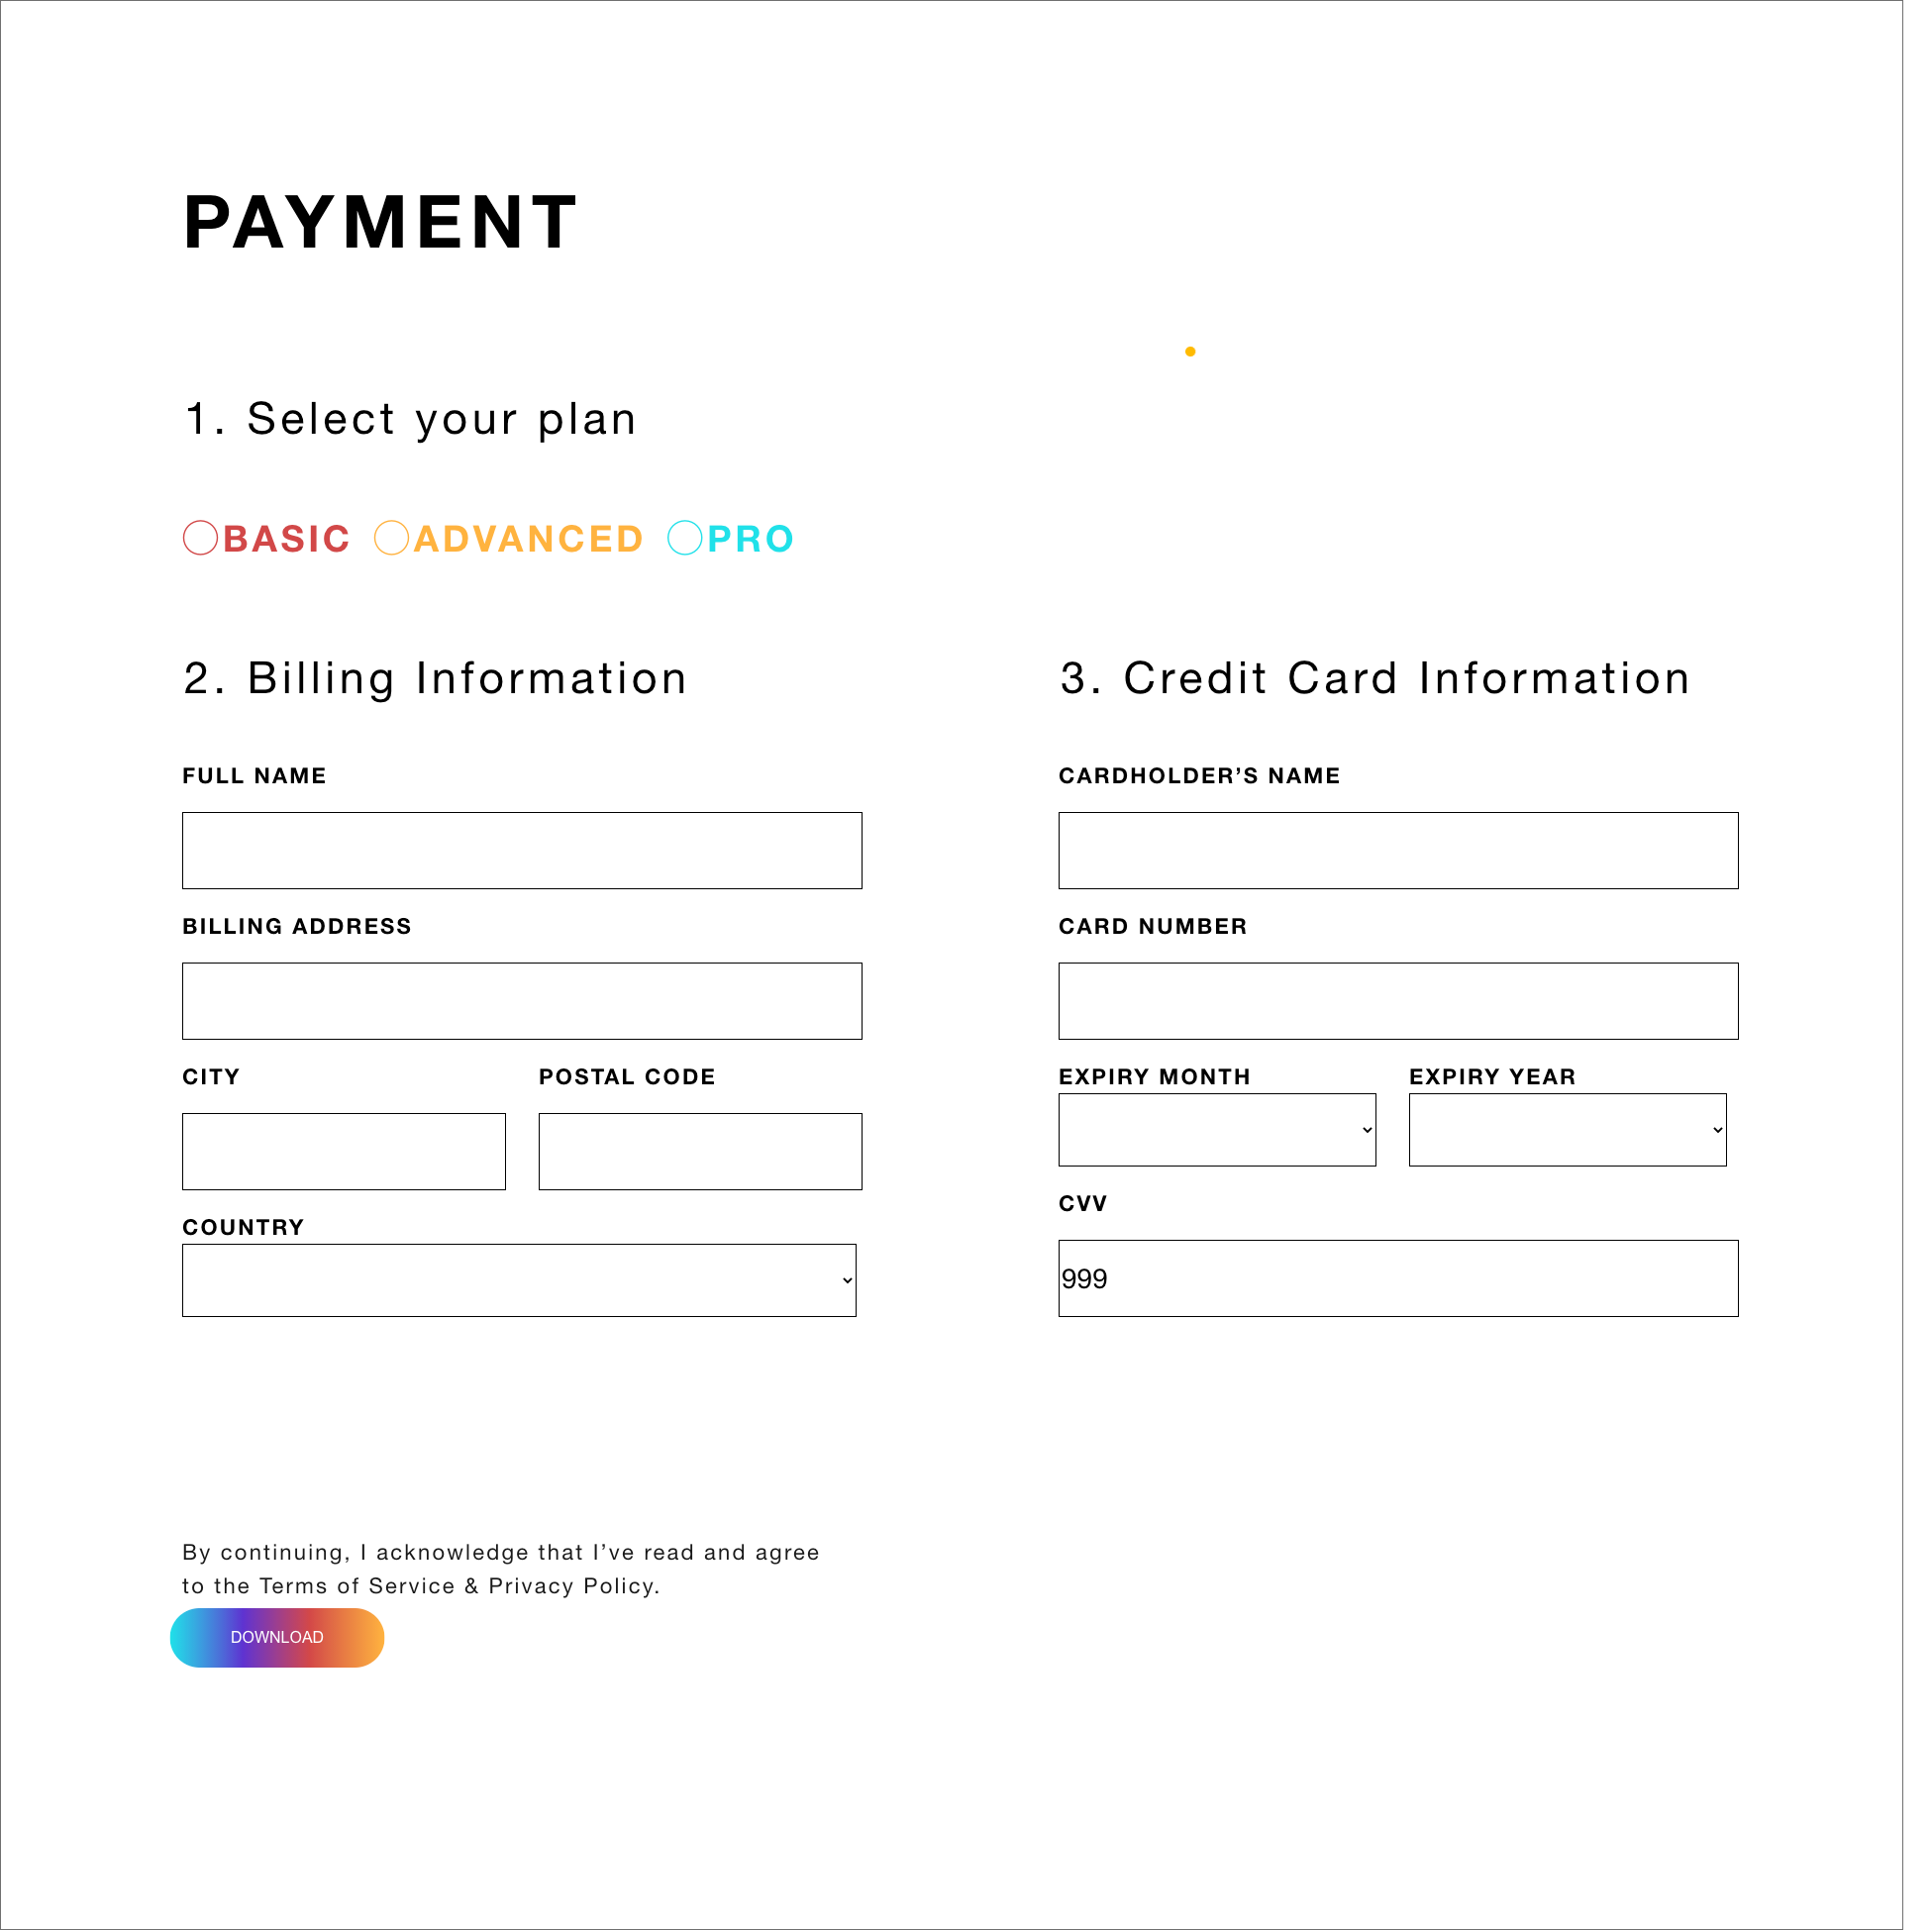 PAYMENT
1. Select your plan
BASIC ADVANCED PRO
2. Billing Information
FULL NAME
BILLING ADDRESS
CITY POSTAL CODE
COUNTRY
3. Credit Card Information
CARDHOLDER’S NAME
CARD NUMBER
EXPIRY MONTH EXPIRY YEAR
CVV
999
By continuing, I acknowledge that I’ve read and agree
to the Terms of Service & Privacy Policy.
DOWNLOAD